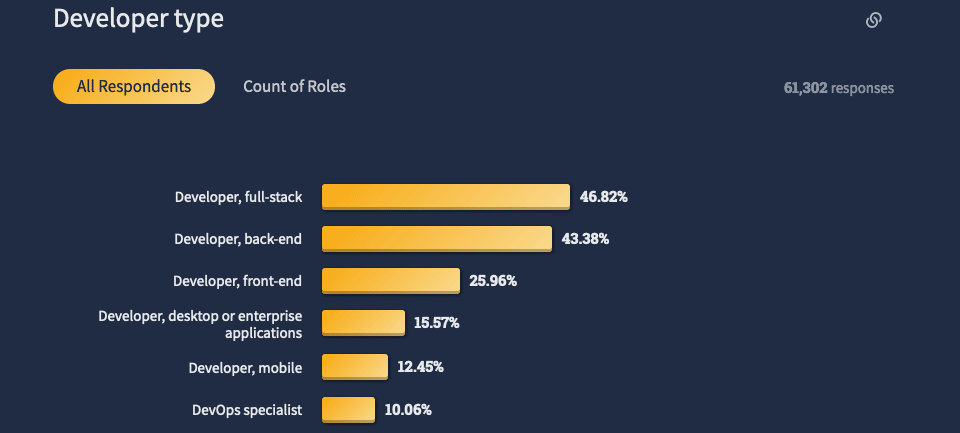 Developer type
All Respondents
Count of Roles
61,302 responses
Developer, full-stack
46.82%
Developer, back-end
43.38%
Developer, front-end
25.96%
Developer, desktop or enterprise
applications
15.57%
Developer, mobile
12.45%
DevOps specialist
10.06%